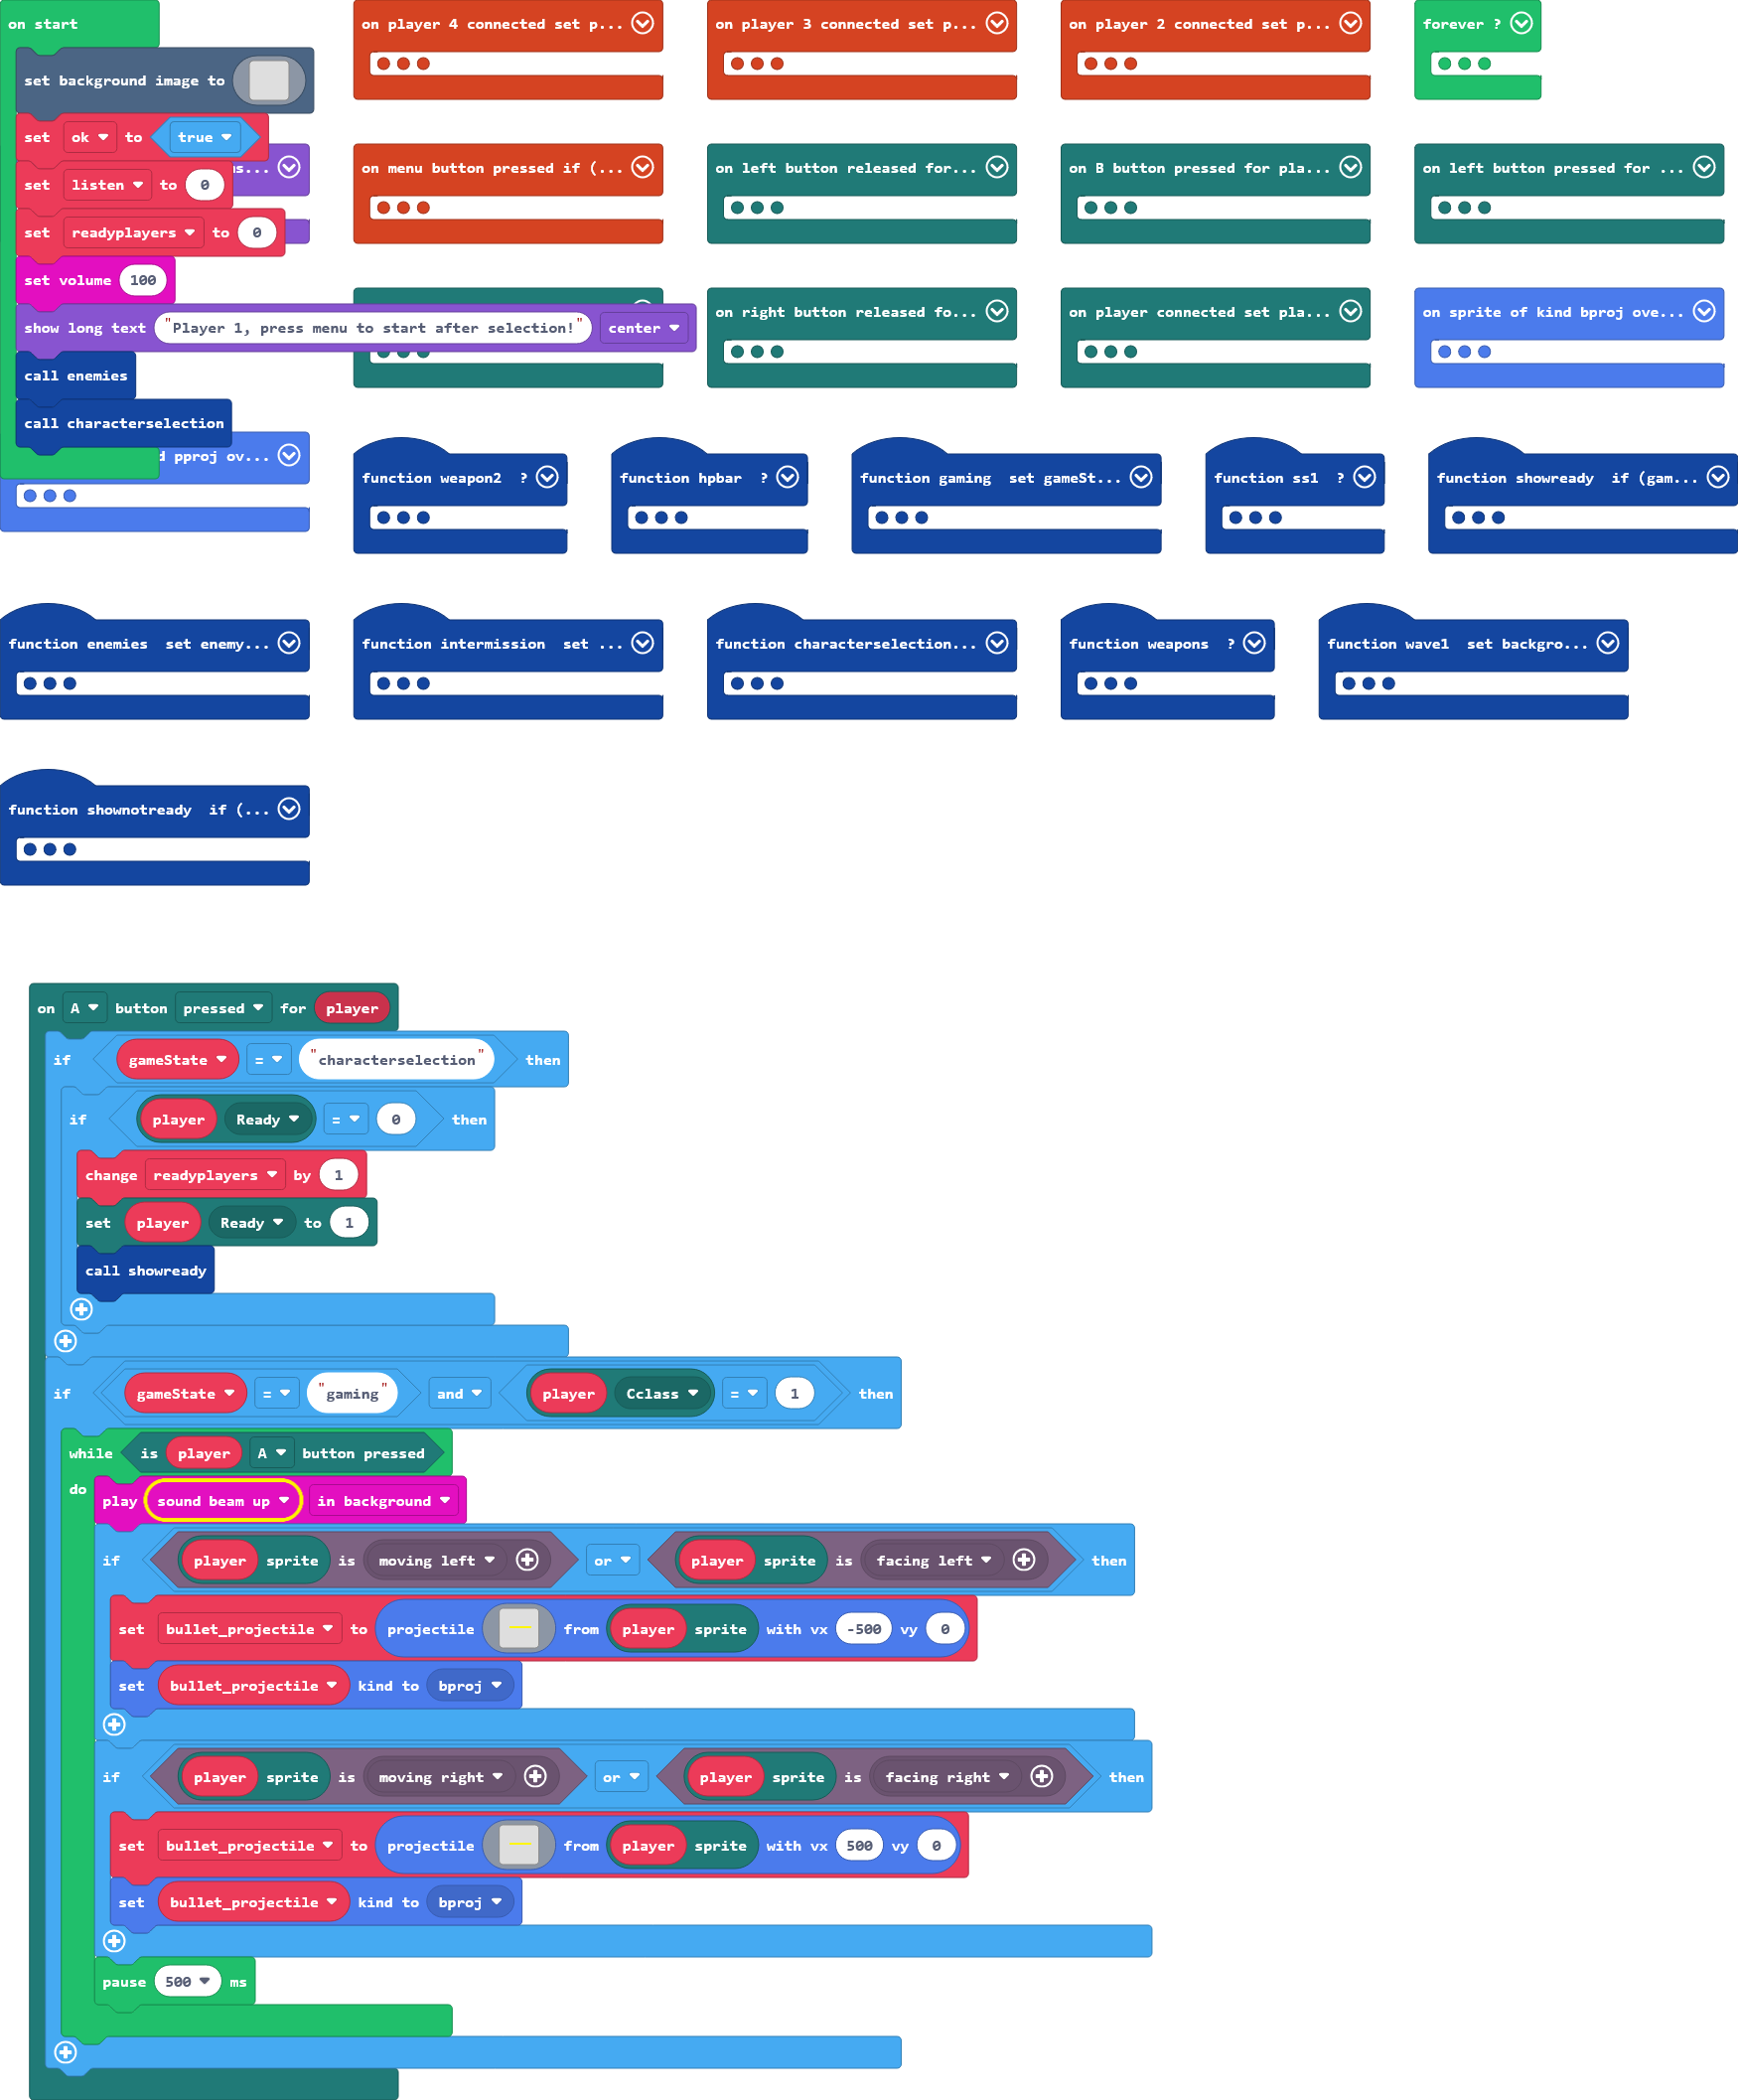 on start
on player 4 connected set p...
on player 3 connected set p...
on player 2 connected set p...
forever ?
set background image to
set ok to true
us...
on menu button pressed if (...
on left button released for...
on B button pressed for pla...
on left button pressed for ...
set listen to 0
set readyplayers to 0
set volume 100
show long text "Player 1, press menu to start after selection!" center
on right button released fo...
on player connected set pla...
on sprite of kind bproj ove...
call enemies
call characterselection
d pproj ov...
function weapon2 ?
function hpbar ?
function gaming set gameSt...
function ss1 ?
function showready if (gam...
function enemies set enemy...
function intermission set ...
function characterselection...
function weapons ?
function wave1 set backgro...
function shownotready if (...
on A button pressed for player
if gameState = "characterselection" then
if player Ready = 0 then
change readyplayers by 1
set player Ready to 1
call showready
if gameState = "gaming" and player Cclass = 1 then
while is player A button pressed
do
play sound beam up in background
if player sprite is moving left or player sprite is facing left then
set bullet_projectile to projectile from player sprite with vx -500 vy 0
set bullet_projectile kind to bproj
if player sprite is moving right or player sprite is facing right then
set bullet_projectile to projectile from player sprite with vx 500 vy 0
set bullet_projectile kind to bproj
pause 500 ms